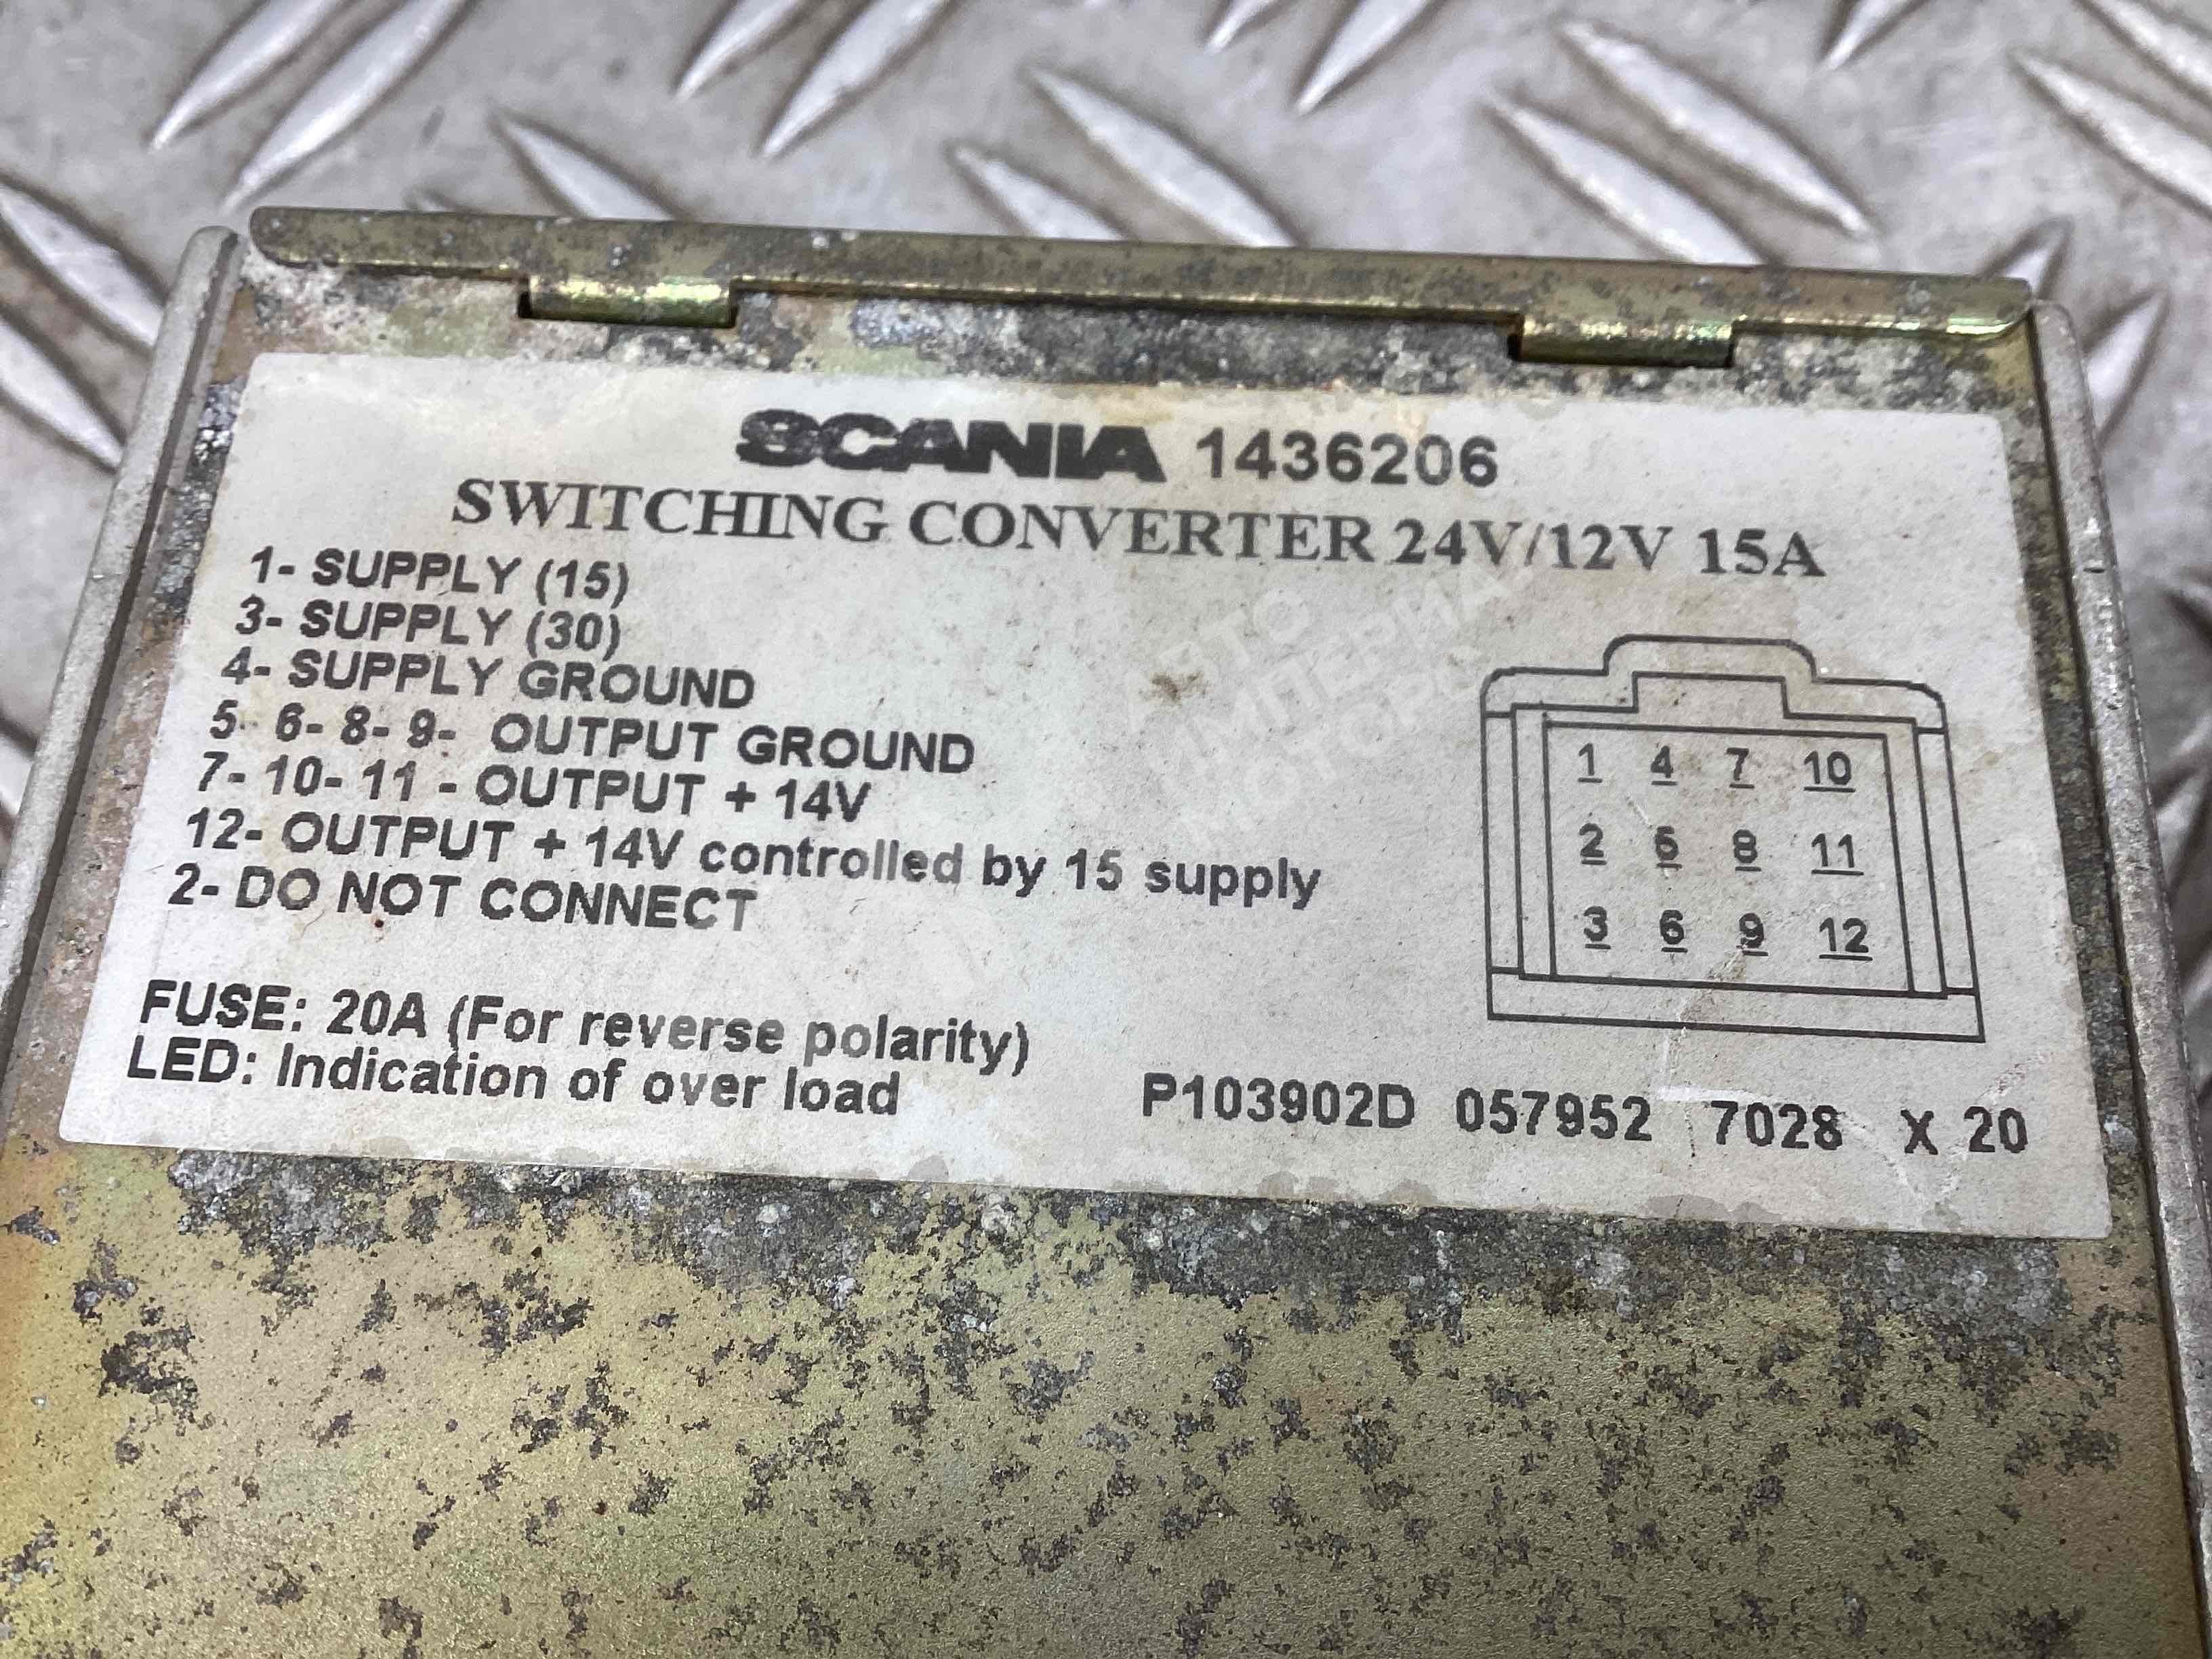 SCANIA 1436206
SWITCHING CONVERTER 24V/12V 15A
1- SUPPLY (15)
3- SUPPLY (30)
4- SUPPLY GROUND
5- 6- 8- 9- OUTPUT GROUND
7- 10- 11 - OUTPUT + 14V
12- OUTPUT + 14V controlled by 15 supply
2- DO NOT CONNECT
1 4 7 10
2 5 8 11
3 6 9 12
FUSE: 20A (For reverse polarity)
LED: Indication of over load
P103902D 057952 7028 X 20
АВТО